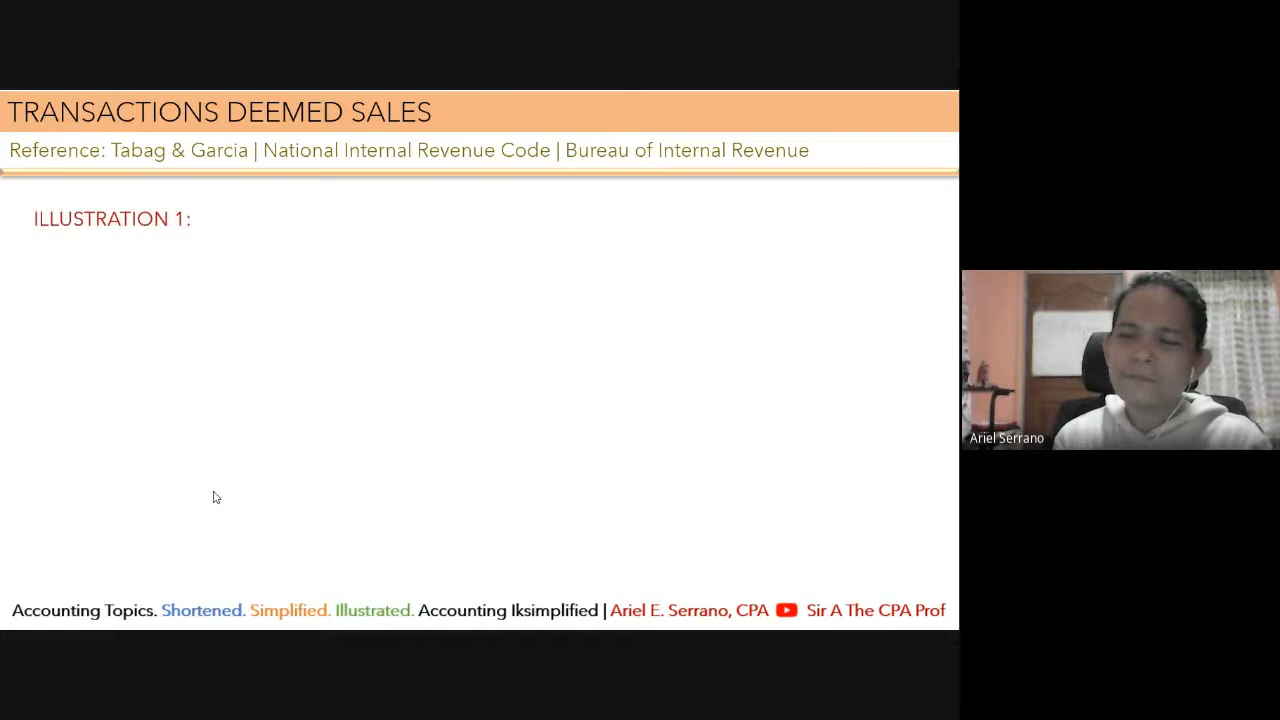 TRANSACTIONS DEEMED SALES
Reference: Tabag & Garcia | National Internal Revenue Code | Bureau of Internal Revenue
ILLUSTRATION 1:
Ariel Serrano
Accounting Topics. Shortened. Simplified. Illustrated. Accounting Iksimplified | Ariel E. Serrano, CPA Sir A The CPA Prof